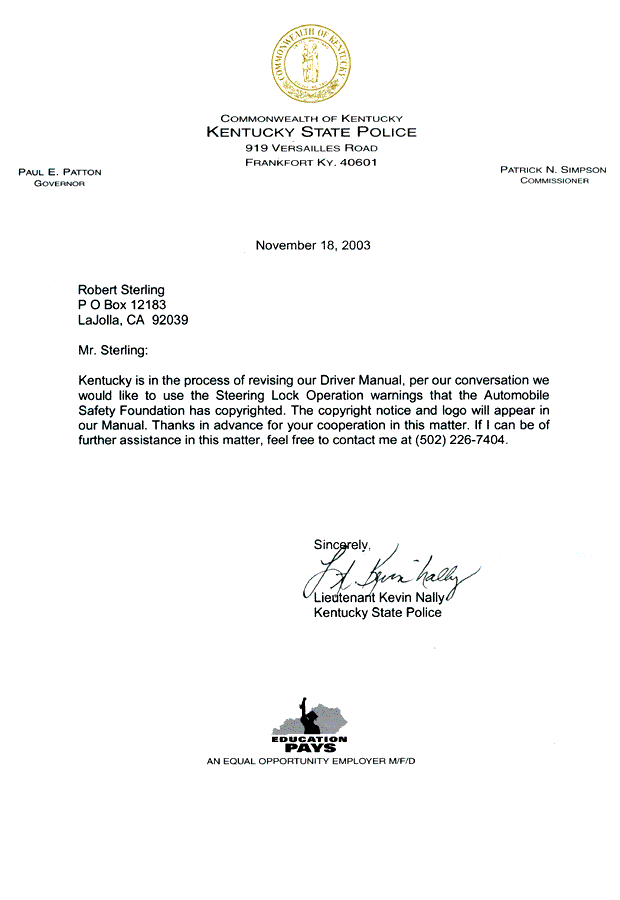 COMMONWEALTH OF KENTUCKY
COMMONWEALTH OF KENTUCKY
KENTUCKY STATE POLICE
919 VERSAILLES ROAD
FRANKFORT KY. 40601
PAUL E. PATTON
GOVERNOR
PATRICK N. SIMPSON
COMMISSIONER
November 18, 2003
Robert Sterling
P O Box 12183
LaJolla, CA 92039
Mr. Sterling:
Kentucky is in the process of revising our Driver Manual, per our conversation we
would like to use the Steering Lock Operation warnings that the Automobile
Safety Foundation has copyrighted. The copyright notice and logo will appear in
our Manual. Thanks in advance for your cooperation in this matter. If I can be of
further assistance in this matter, feel free to contact me at (502) 226-7404.
Sincerely,
Lt Kevin Nally
Lieutenant Kevin Nally
Kentucky State Police
EDUCATION
PAYS
AN EQUAL OPPORTUNITY EMPLOYER M/F/D